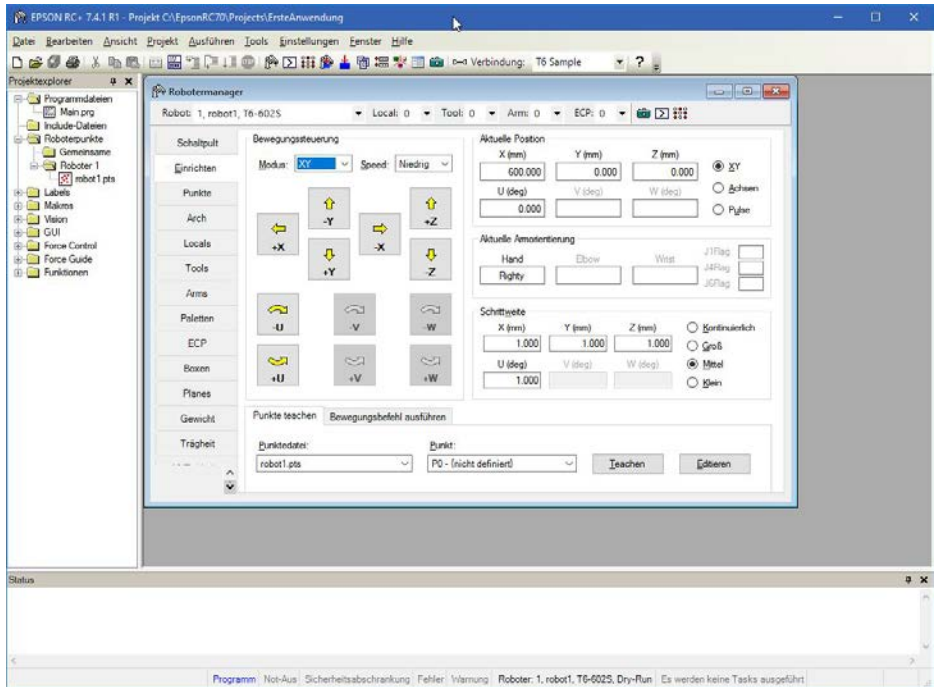 EPSON RC+ 7.4.1 R1 - Projekt C:\EpsonRC70\Projects\ErsteAnwendung
Datei Bearbeiten Ansicht Projekt Ausführen Tools Einstellungen Fenster Hilfe
Verbindung: T6 Sample
Projektexplorer
Programmdateien
Main.prg
Include-Dateien
Roboterpunkte
Gemeinsame
Roboter 1
robot1.pts
Labels
Makros
Vision
GUI
Force Control
Force Guide
Funktionen
Robotermanager
Robot: 1, robot1, T6-602S Local: 0 Tool: 0 Arm: 0 ECP: 0
Schaltpult
Einrichten
Punkte
Arch
Locals
Tools
Arms
Paletten
ECP
Boxen
Planes
Gewicht
Trägheit
Bewegungssteuerung
Modus: XY Speed: Niedrig
-Y +Z
+X -X
+Y -Z
-U -V -W
+U +V +W
Aktuelle Position
X (mm) Y (mm) Z (mm)
600.000 0.000 0.000
U (deg) V (deg) W (deg)
0.000
XY
Achsen
Pulse
Aktuelle Armorientierung
Hand Elbow Wrist
Righty
J1Flag
J4Flag
J6Flag
Schrittweite
X (mm) Y (mm) Z (mm)
1.000 1.000 1.000
U (deg) V (deg) W (deg)
1.000
Kontinuierlich
Groß
Mittel
Klein
Punkte teachen Bewegungsbefehl ausführen
Punktedatei: Punkt:
robot1.pts P0 - (nicht definiert) Teachen Editieren
Status
Programm Not-Aus Sicherheitsabschrankung Fehler Warnung Roboter: 1, robot1, T6-602S, Dry-Run Es werden keine Tasks ausgeführt